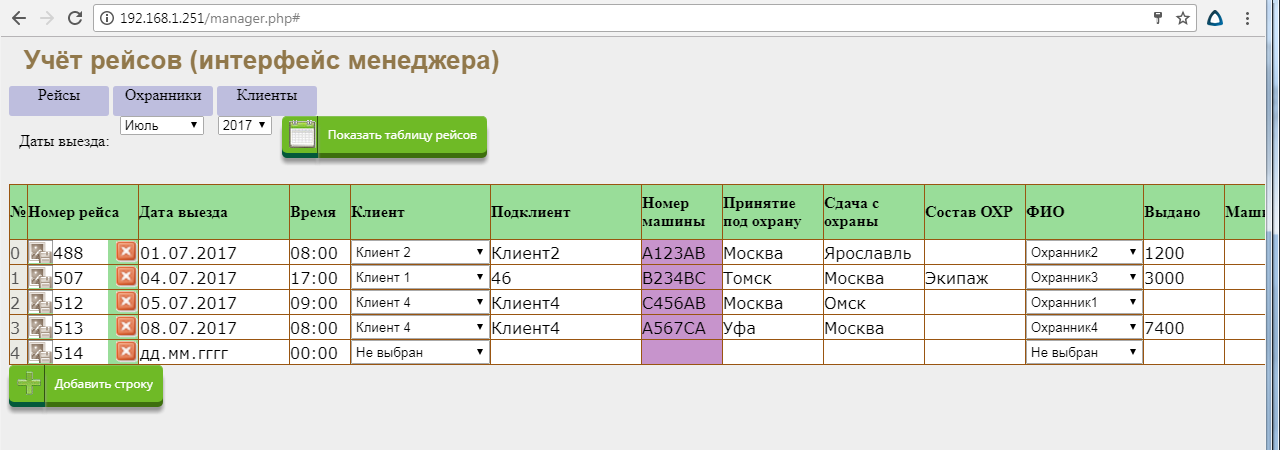 192.168.1.251/manager.php#
Учёт рейсов (интерфейс менеджера)
Рейсы Охранники Клиенты
Даты выезда: Июль 2017 Показать таблицу рейсов
№ Номер рейса Дата выезда Время Клиент Подклиент Номер машины Принятие под охрану Сдача с охраны Состав ОХР ФИО Выдано Маши
0 488 01.07.2017 08:00 Клиент 2 Клиент2 А123АВ Москва Ярославль Охранник2 1200
1 507 04.07.2017 17:00 Клиент 1 46 В234ВС Томск Москва Экипаж Охранник3 3000
2 512 05.07.2017 09:00 Клиент 4 Клиент4 С456АВ Москва Омск Охранник1
3 513 08.07.2017 08:00 Клиент 4 Клиент4 А567СА Уфа Москва Охранник4 7400
4 514 дд.мм.гггг 00:00 Не выбран Не выбран
Добавить строку